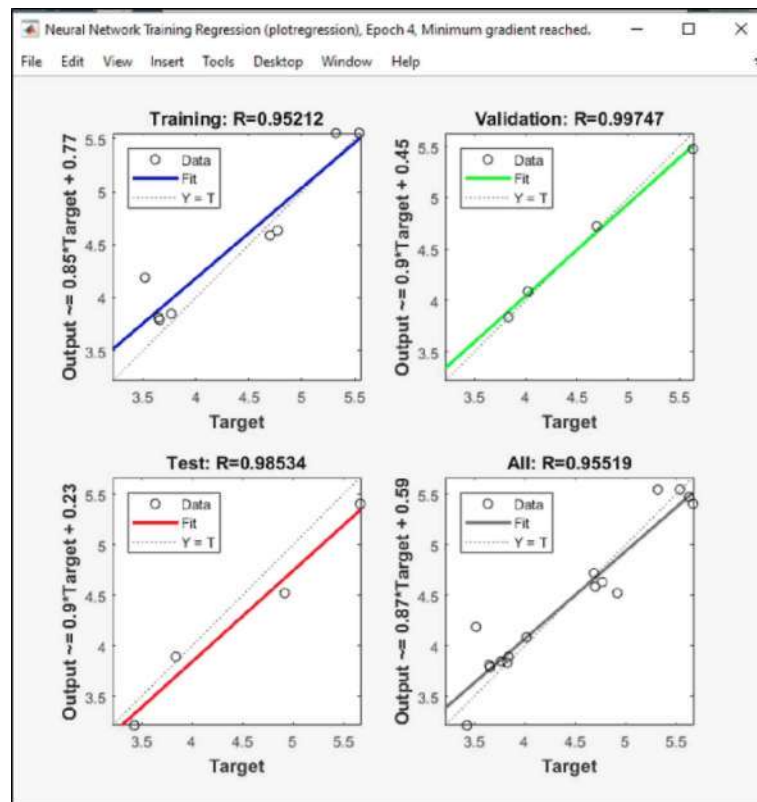 Neural Network Training Regression (plotregression), Epoch 4, Minimum gradient reached.
File Edit View Insert Tools Desktop Window Help
Training: R=0.95212
Output ~= 0.85*Target + 0.77
Data
Fit
Y = T
5.5
5
4.5
4
3.5
3.5 4 4.5 5 5.5
Target
Validation: R=0.99747
Output ~= 0.9*Target + 0.45
Data
Fit
Y = T
5.5
5
4.5
4
3.5
3.5 4 4.5 5 5.5
Target
Test: R=0.98534
Output ~= 0.9*Target + 0.23
Data
Fit
Y = T
5.5
5
4.5
4
3.5
3.5 4 4.5 5 5.5
Target
All: R=0.95519
Output ~= 0.87*Target + 0.59
Data
Fit
Y = T
5.5
5
4.5
4
3.5
3.5 4 4.5 5 5.5
Target